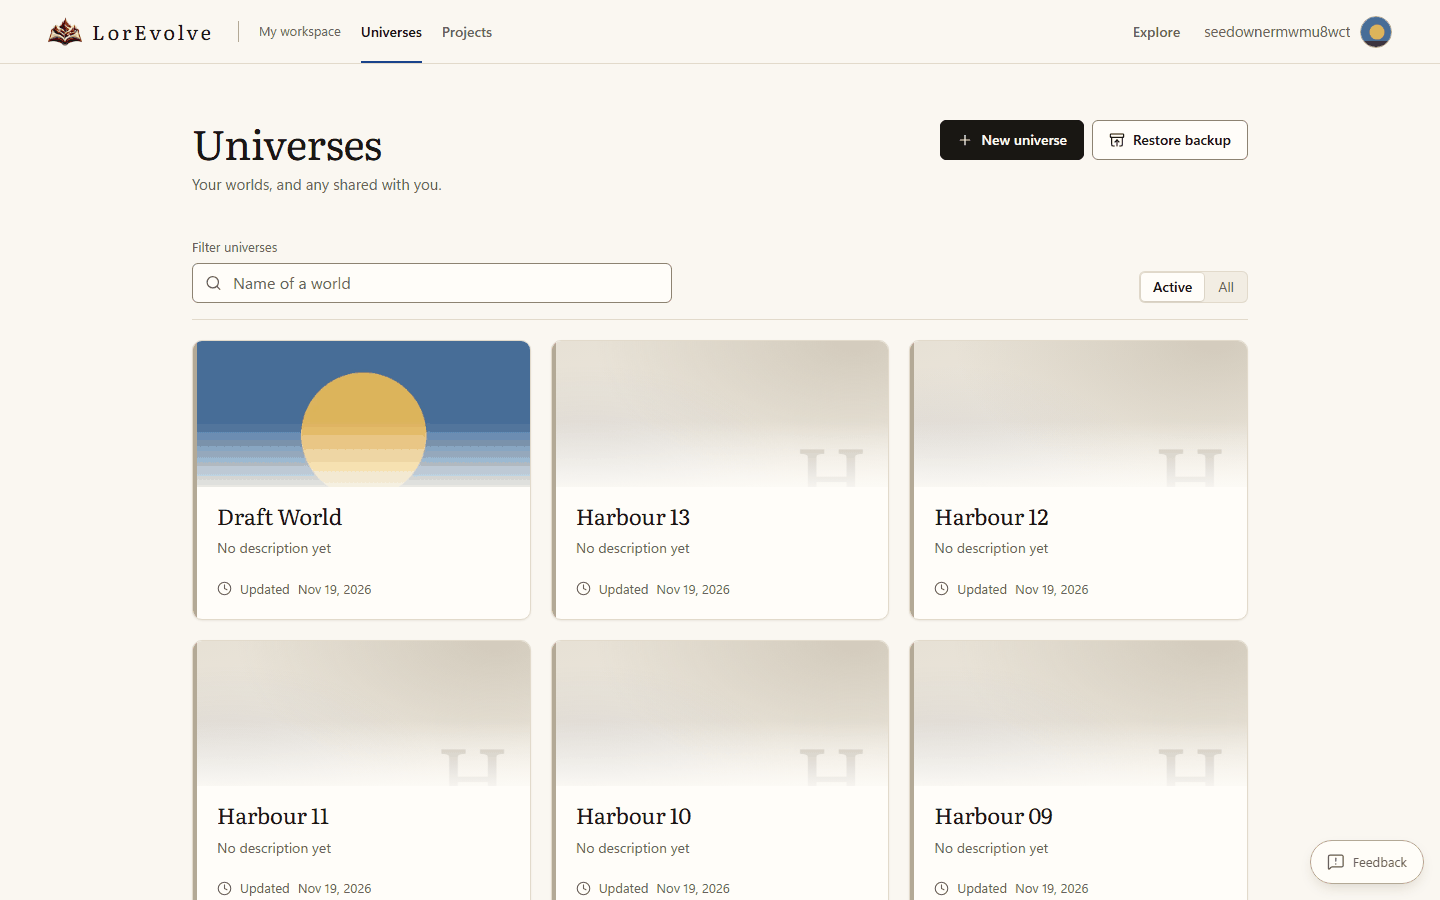 LorEvolve
My workspace
Universes
Projects
Explore
seedownermwmu8wct
Universes
Your worlds, and any shared with you.
New universe
Restore backup
Filter universes
Name of a world
Active
All
Draft World
No description yet
Updated Nov 19, 2026
H
Harbour 13
No description yet
Updated Nov 19, 2026
H
Harbour 12
No description yet
Updated Nov 19, 2026
H
Harbour 11
No description yet
Updated Nov 19, 2026
H
Harbour 10
No description yet
Updated Nov 19, 2026
H
Harbour 09
No description yet
Updated Nov 19, 2026
Feedback